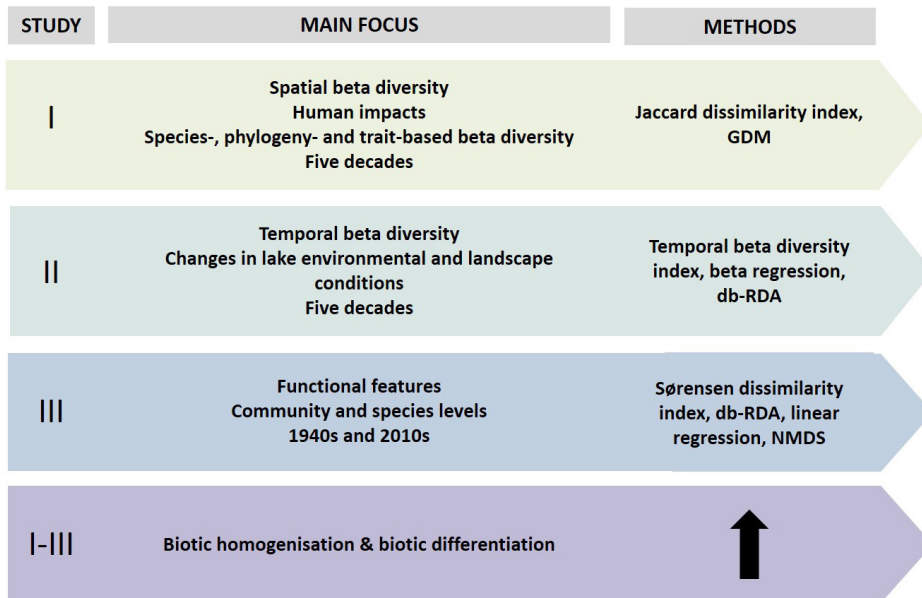 STUDY MAIN FOCUS METHODS
I
Spatial beta diversity
Human impacts
Species-, phylogeny- and trait-based beta diversity
Five decades
Jaccard dissimilarity index,
GDM
II
Temporal beta diversity
Changes in lake environmental and landscape
conditions
Five decades
Temporal beta diversity
index, beta regression,
db-RDA
III
Functional features
Community and species levels
1940s and 2010s
Sørensen dissimilarity
index, db-RDA, linear
regression, NMDS
I-III
Biotic homogenisation & biotic differentiation